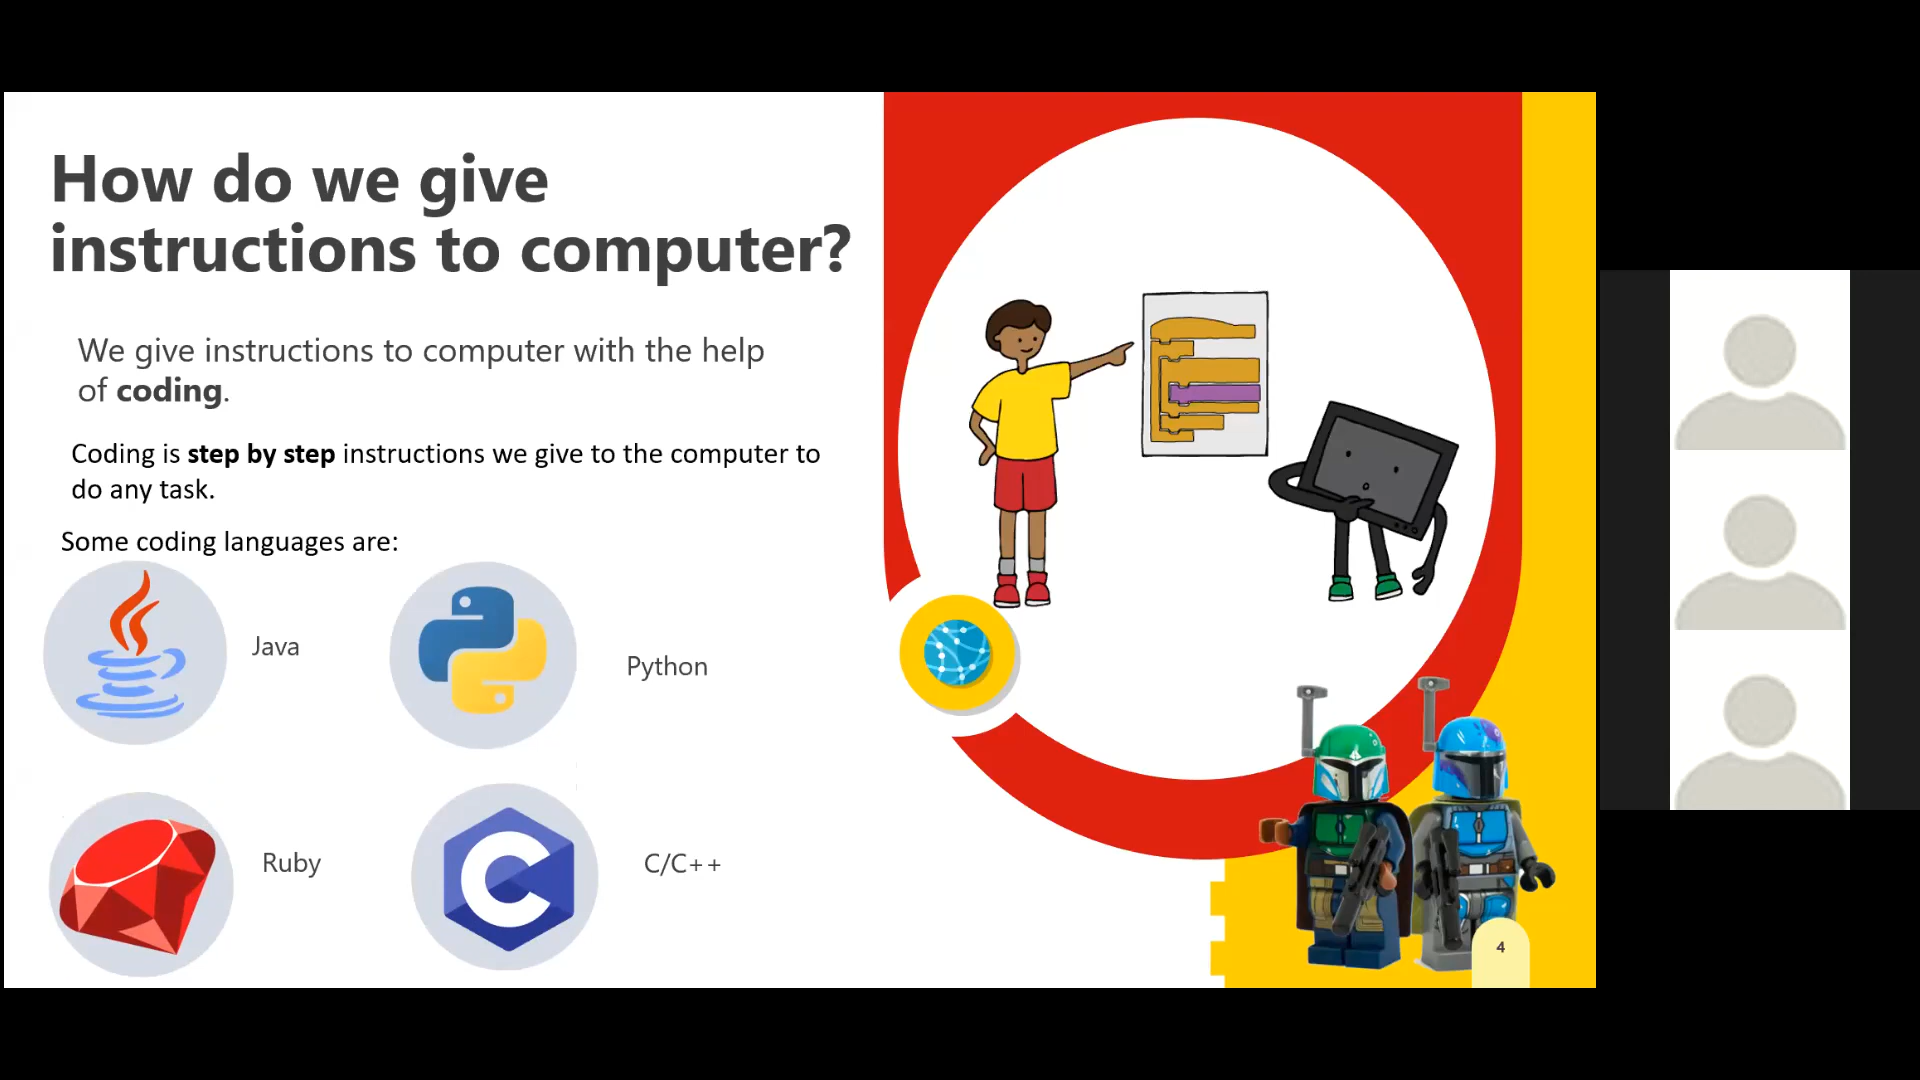 How do we give
instructions to computer?
We give instructions to computer with the help
of coding.
Coding is step by step instructions we give to the computer to
do any task.
Some coding languages are:
Java
Python
Ruby
C
C/C++
4